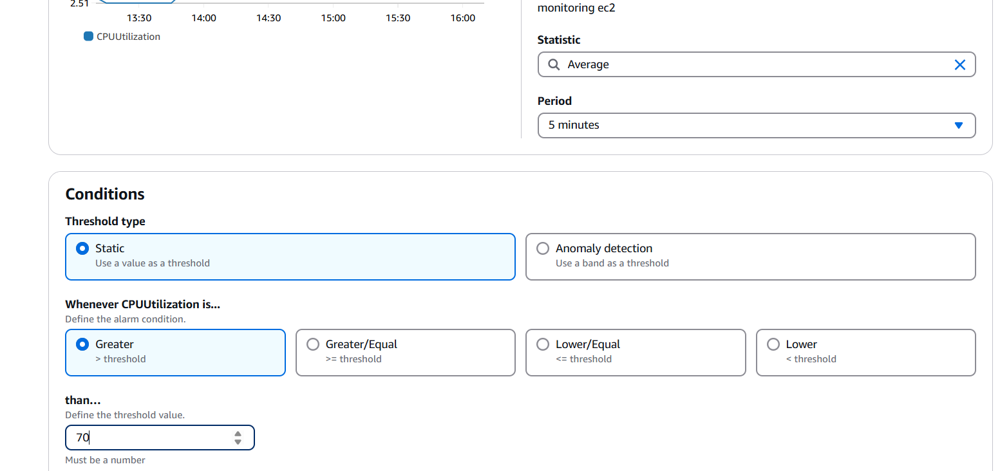 2.51
13:30 14:00 14:30 15:00 15:30 16:00
CPUUtilization
monitoring ec2
Statistic
Average
Period
5 minutes
Conditions
Threshold type
Static
Use a value as a threshold
Anomaly detection
Use a band as a threshold
Whenever CPUUtilization is...
Define the alarm condition.
Greater
> threshold
Greater/Equal
>= threshold
Lower/Equal
<= threshold
Lower
< threshold
than...
Define the threshold value.
70
Must be a number